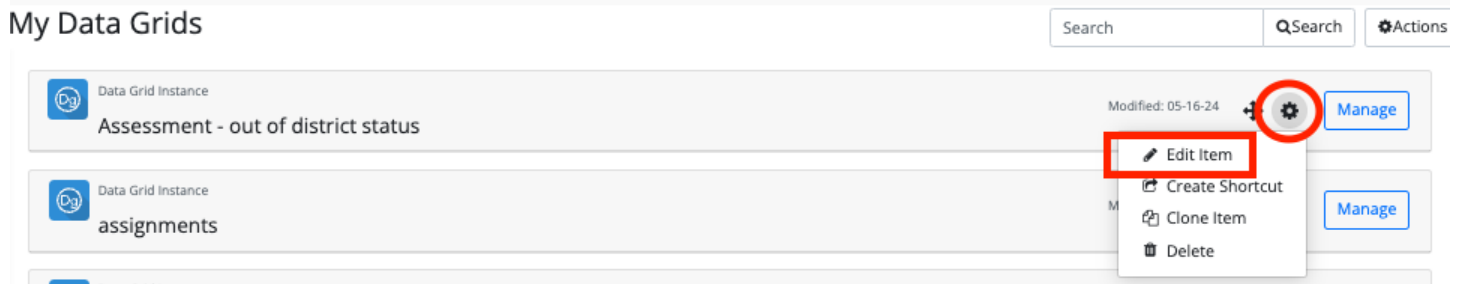 My Data Grids
Search
Search
Actions
Dg
Data Grid Instance
Assessment - out of district status
Modified: 05-16-24
Manage
Edit Item
Create Shortcut
Clone Item
Delete
Dg
Data Grid Instance
assignments
M
Manage